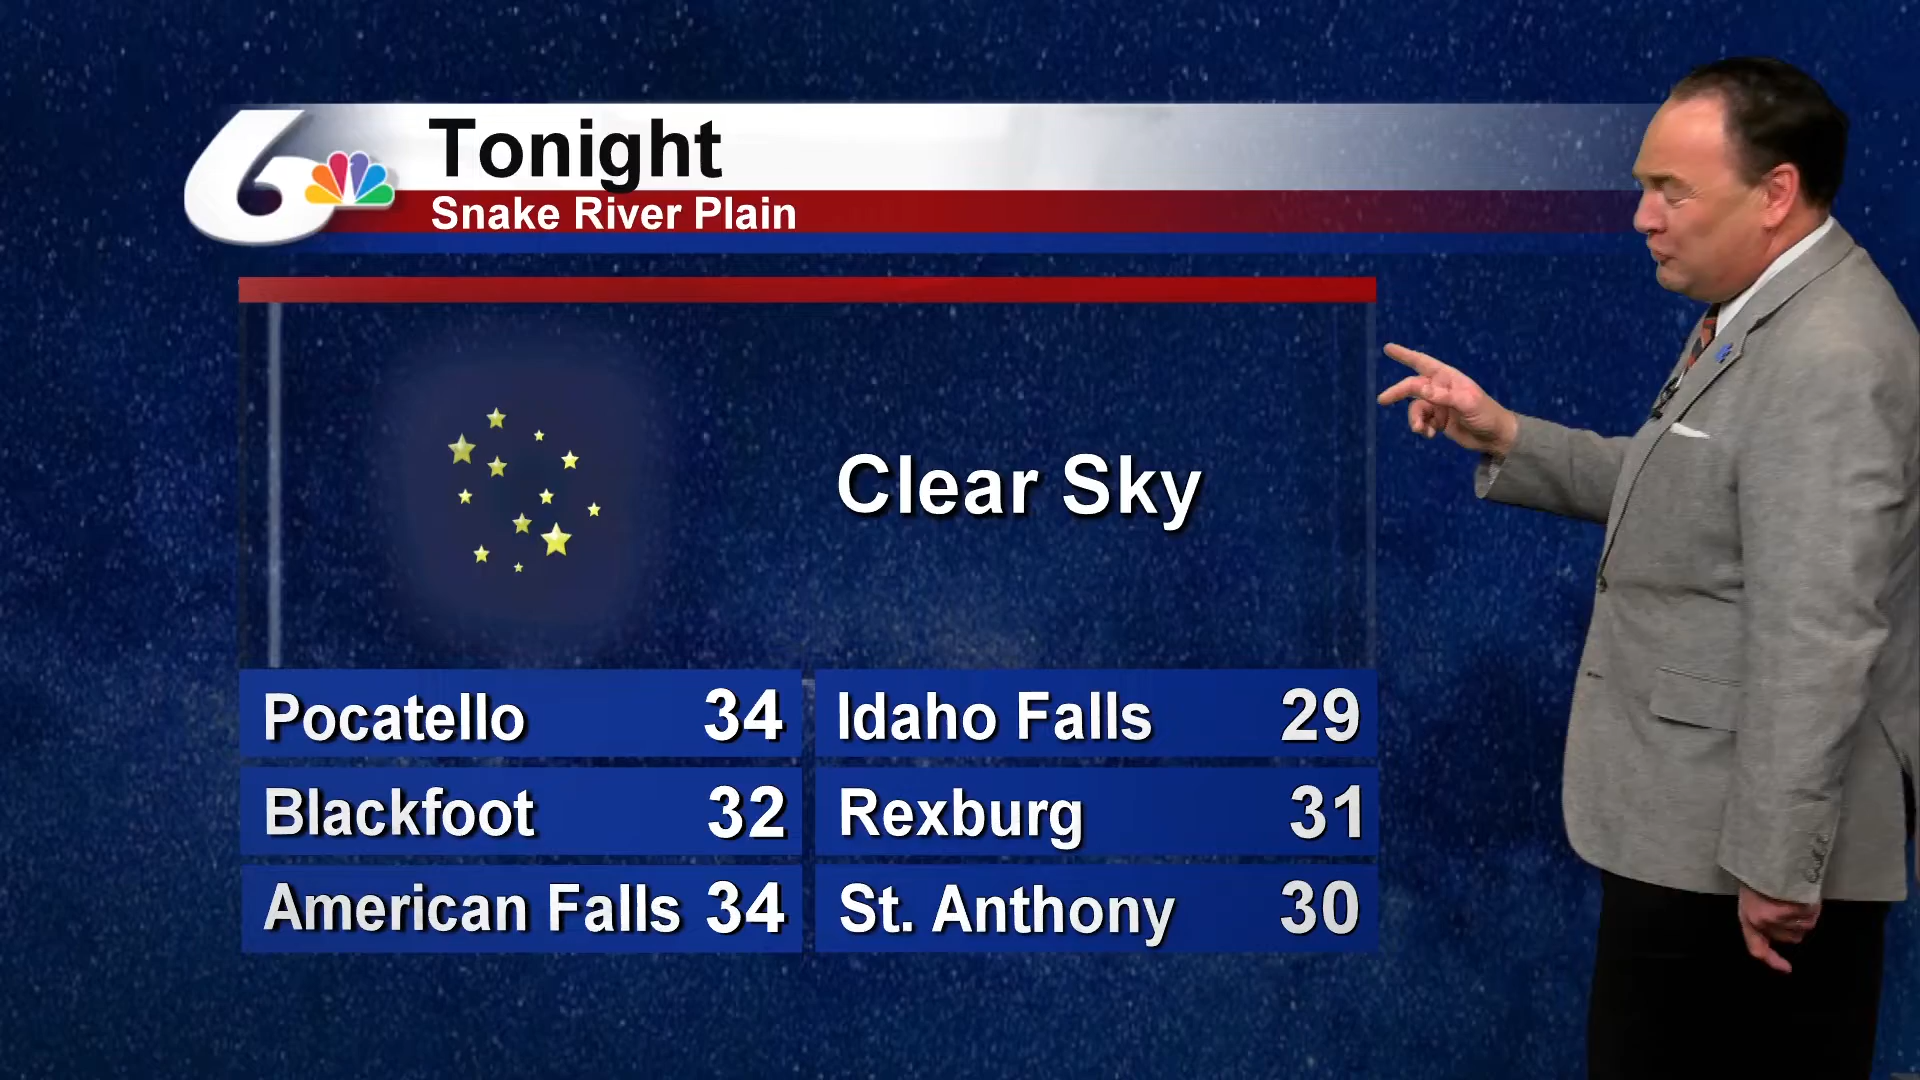 6
Tonight
Snake River Plain
Clear Sky
Pocatello 34 Idaho Falls 29
Blackfoot 32 Rexburg 31
American Falls 34 St. Anthony 30